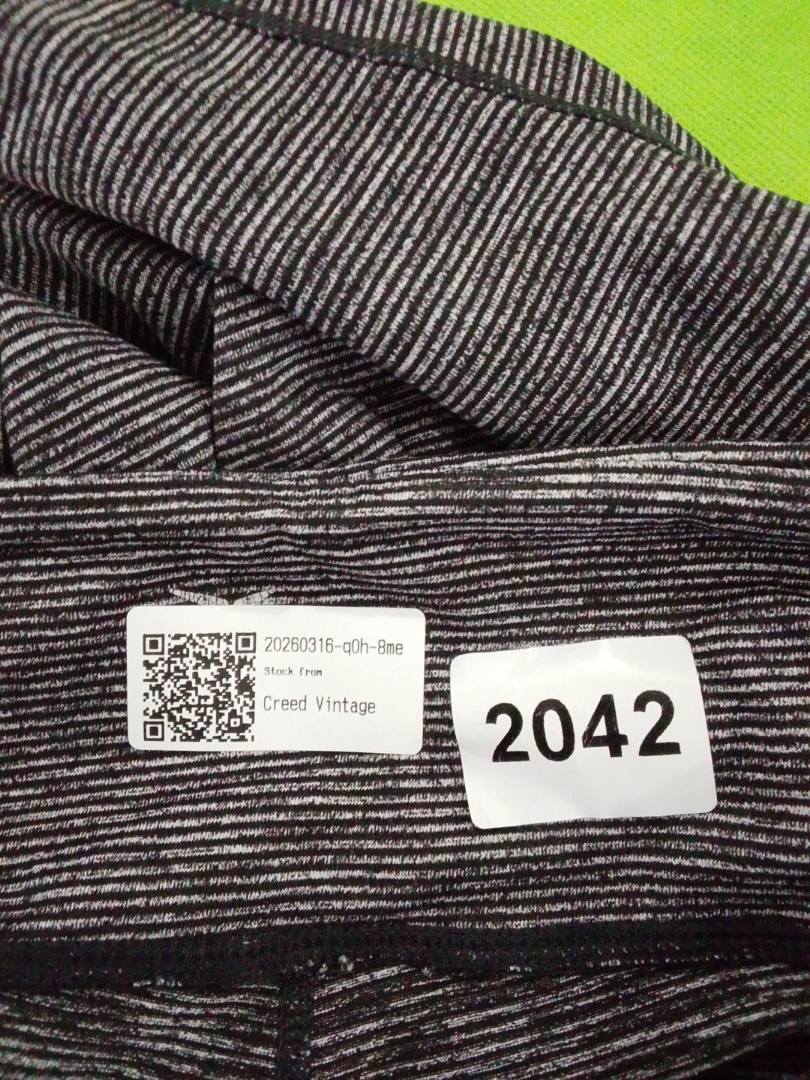 20260316-q0h-8me
Stock from
Creed Vintage
2042